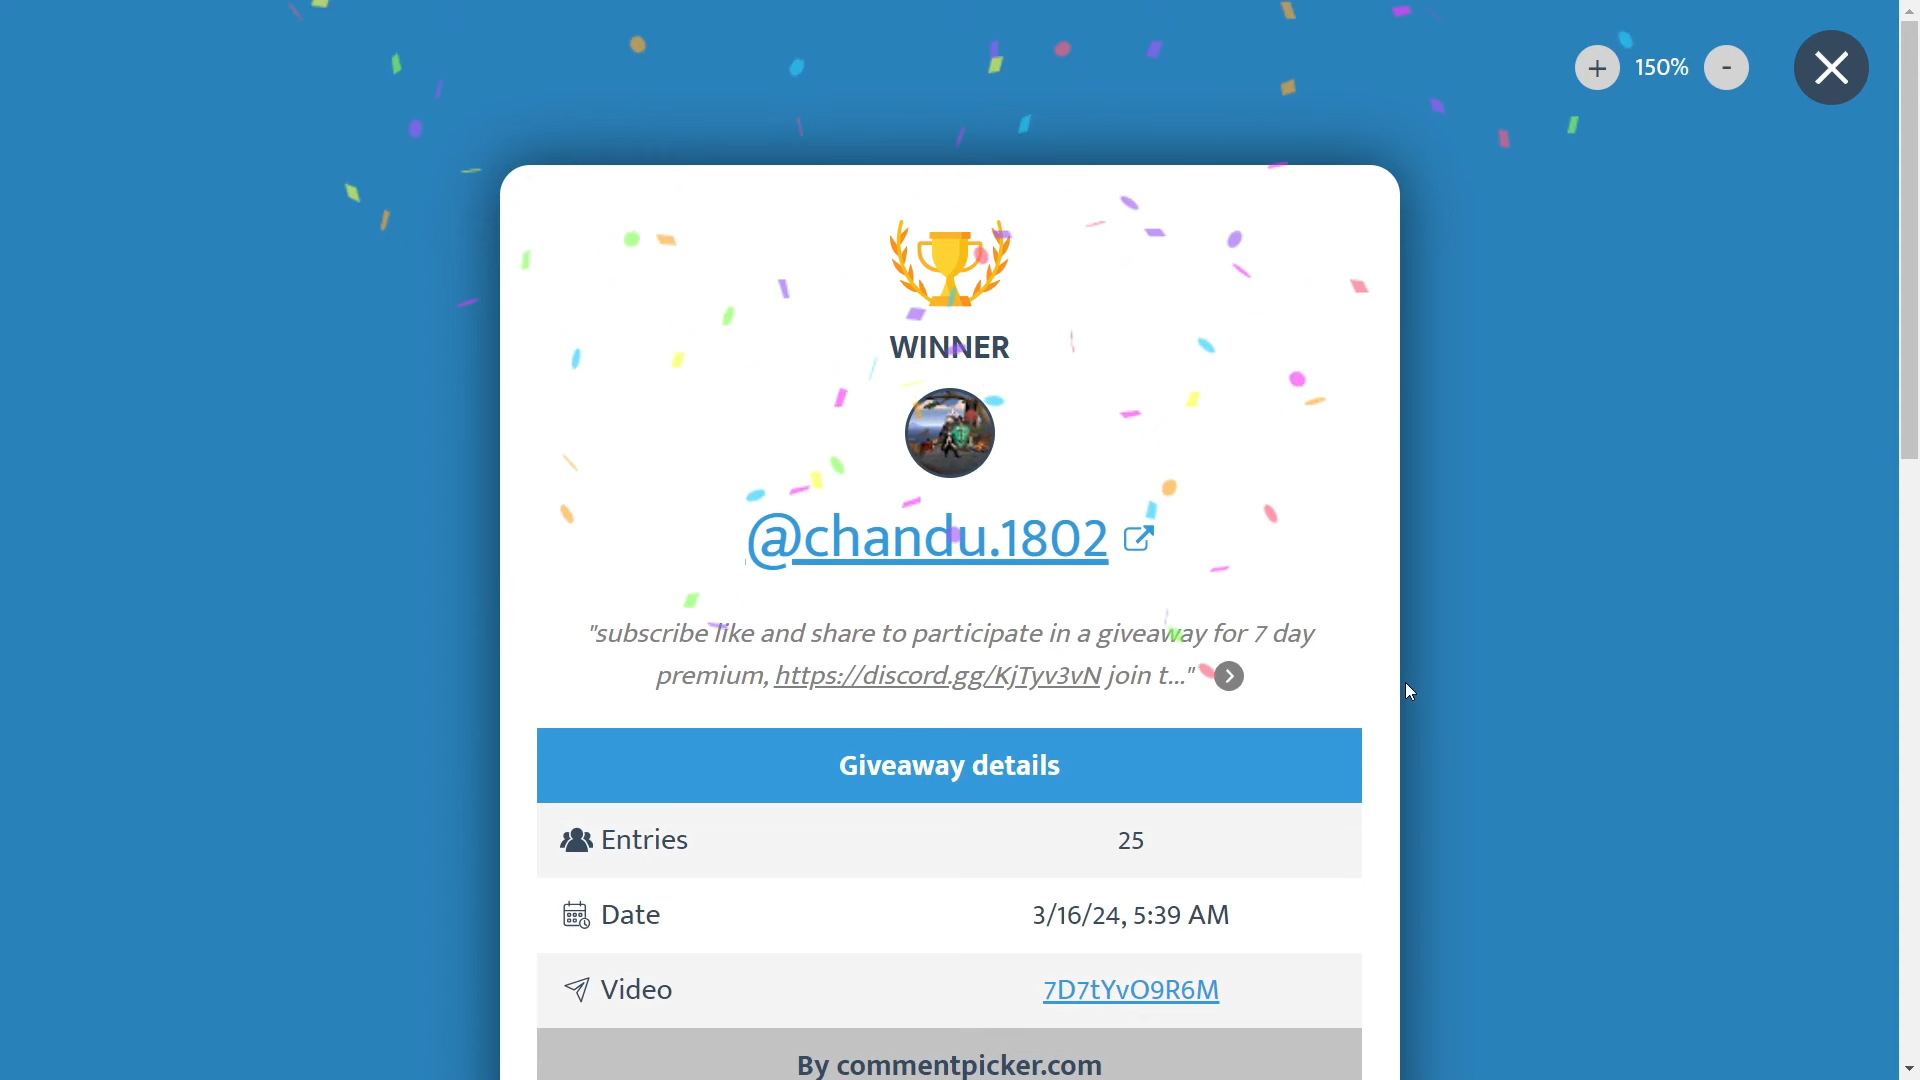 + 150% -
WINNER
@chandu.1802
"subscribe like and share to participate in a giveaway for 7 day
premium, https://discord.gg/KjTyv3vN join t..."
Giveaway details
Entries 25
Date 3/16/24, 5:39 AM
Video 7D7tYvO9R6M
By commentpicker.com